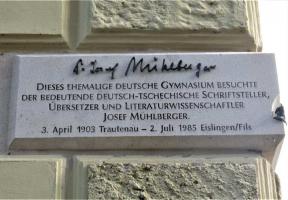 Dr. Josef Mühlberger
DIESES EHEMALIGE DEUTSCHE GYMNASIUM BESUCHTE
DER BEDEUTENDE DEUTSCH-TSCHECHISCHE SCHRIFTSTELLER,
ÜBERSETZER UND LITERATURWISSENSCHAFTLER
JOSEF MÜHLBERGER.
3. April 1903 Trautenau – 2. Juli 1985 Eislingen/Fils